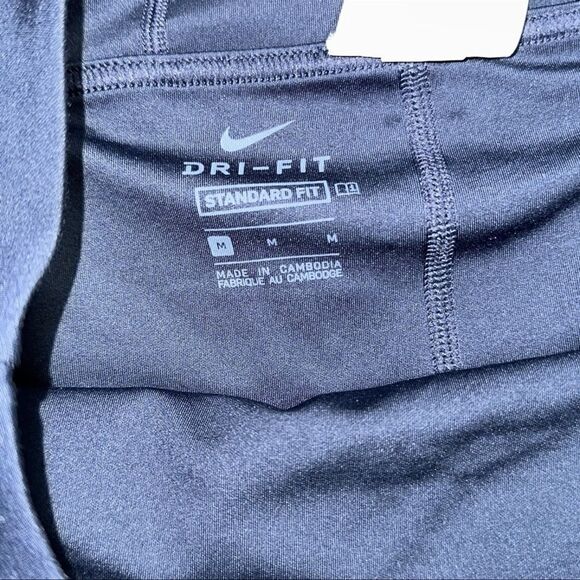 DRI-FIT
STANDARD FIT
M M M
MADE IN CAMBODIA
FABRIQUE AU CAMBODGE